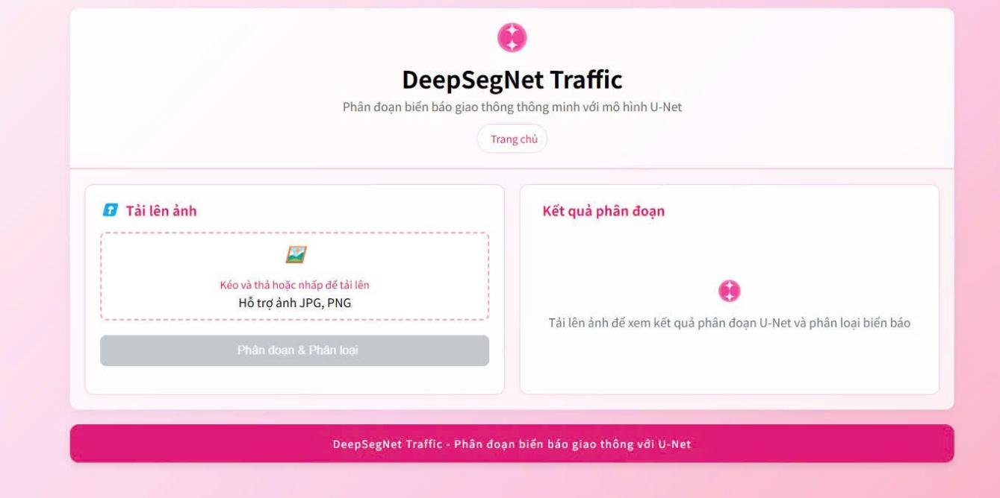 DeepSegNet Traffic
Phân đoạn biển báo giao thông thông minh với mô hình U-Net
Trang chủ
Tải lên ảnh
Kéo và thả hoặc nhấp để tải lên
Hỗ trợ ảnh JPG, PNG
Phân đoạn & Phân loại
Kết quả phân đoạn
Tải lên ảnh để xem kết quả phân đoạn U-Net và phân loại biển báo
DeepSegNet Traffic - Phân đoạn biển báo giao thông với U-Net